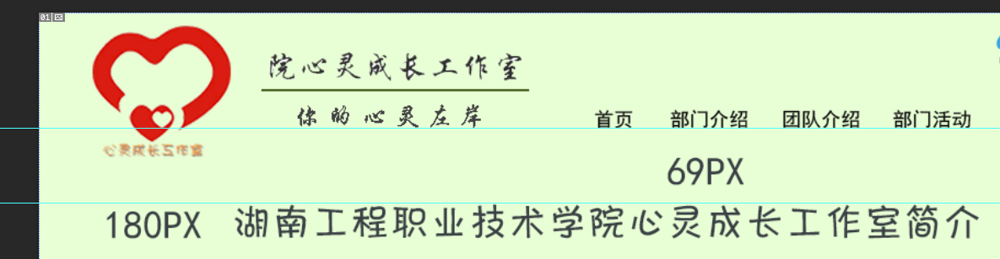 01
院心灵成长工作室
你的心灵左岸
心灵成长工作室
首页 部门介绍 团队介绍 部门活动
69PX
180PX 湖南工程职业技术学院心灵成长工作室简介